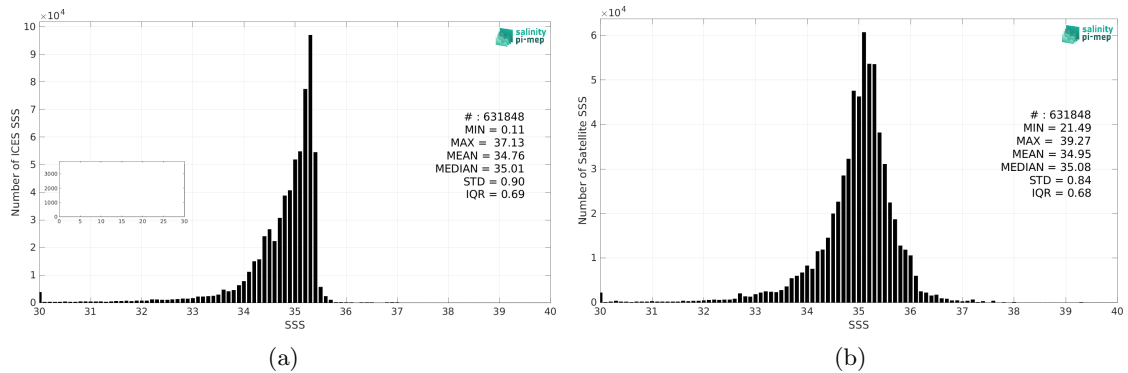 ×10⁴
10
9
8
7
6
5
4
3
2
1
0
Number of ICES SSS
salinity
pi-mep
# : 631848
MIN = 0.11
MAX = 37.13
MEAN = 34.76
MEDIAN = 35.01
STD = 0.90
IQR = 0.69
3000
2000
1000
0
0 5 10 15 20 25 30
30 31 32 33 34 35 36 37 38 39 40
SSS
(a)
×10⁴
6
5
4
3
2
1
0
Number of Satellite SSS
salinity
pi-mep
# : 631848
MIN = 21.49
MAX = 39.27
MEAN = 34.95
MEDIAN = 35.08
STD = 0.84
IQR = 0.68
30 31 32 33 34 35 36 37 38 39 40
SSS
(b)